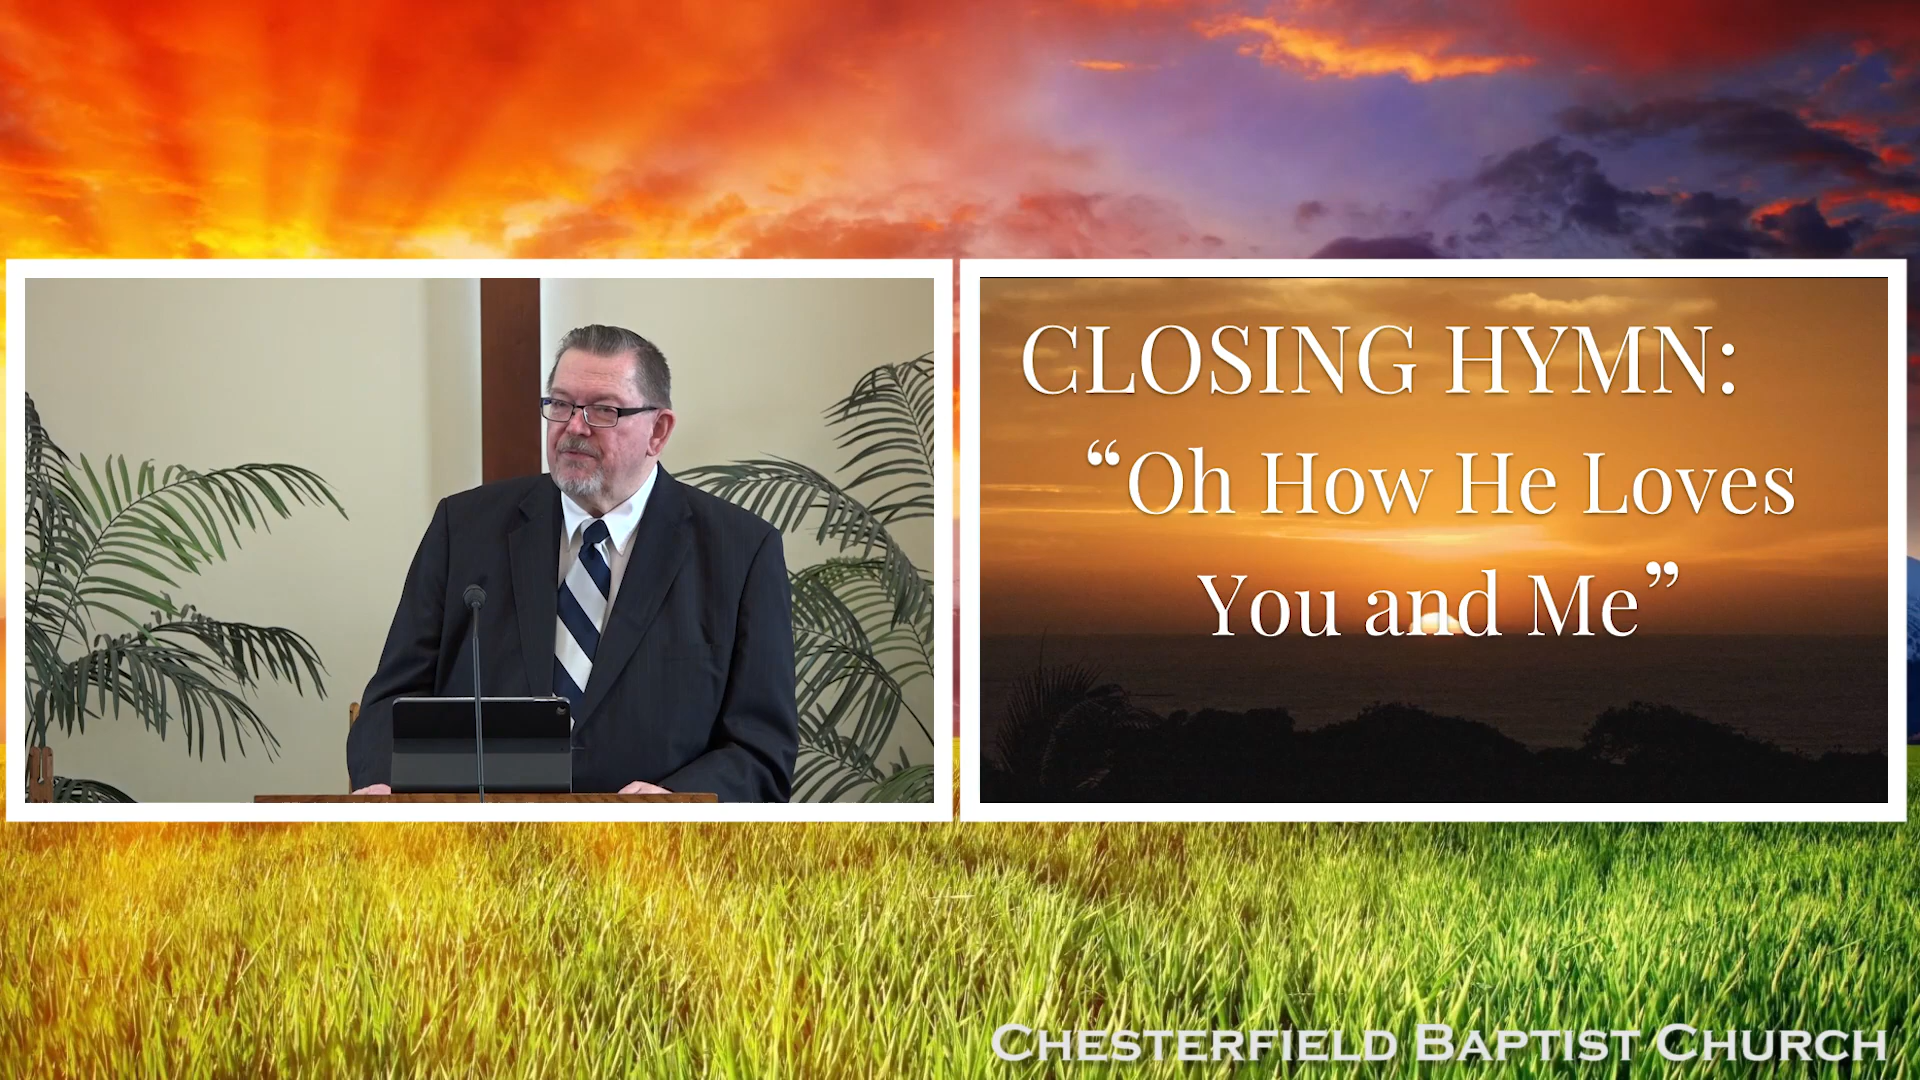 CLOSING HYMN:
“Oh How He Loves
You and Me”
Chesterfield Baptist Church